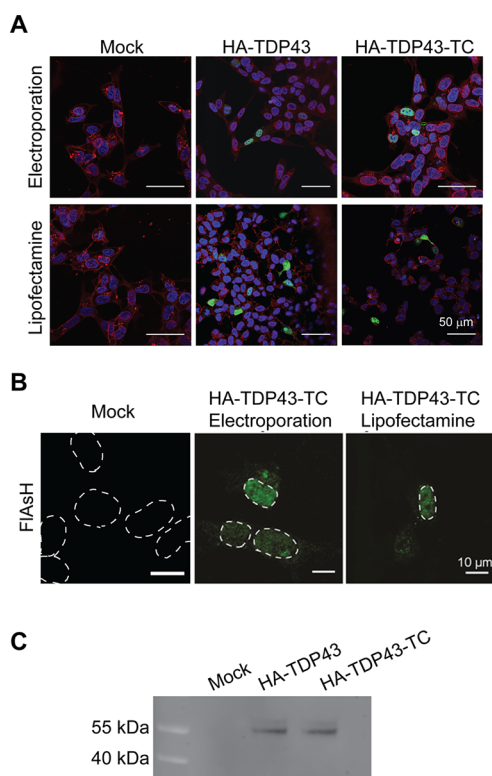 A
Mock HA-TDP43 HA-TDP43-TC
Electroporation
Lipofectamine
50 µm
B
Mock
HA-TDP43-TC
Electroporation
HA-TDP43-TC
Lipofectamine
FlAsH
10 µm
C
Mock HA-TDP43 HA-TDP43-TC
55 kDa
40 kDa